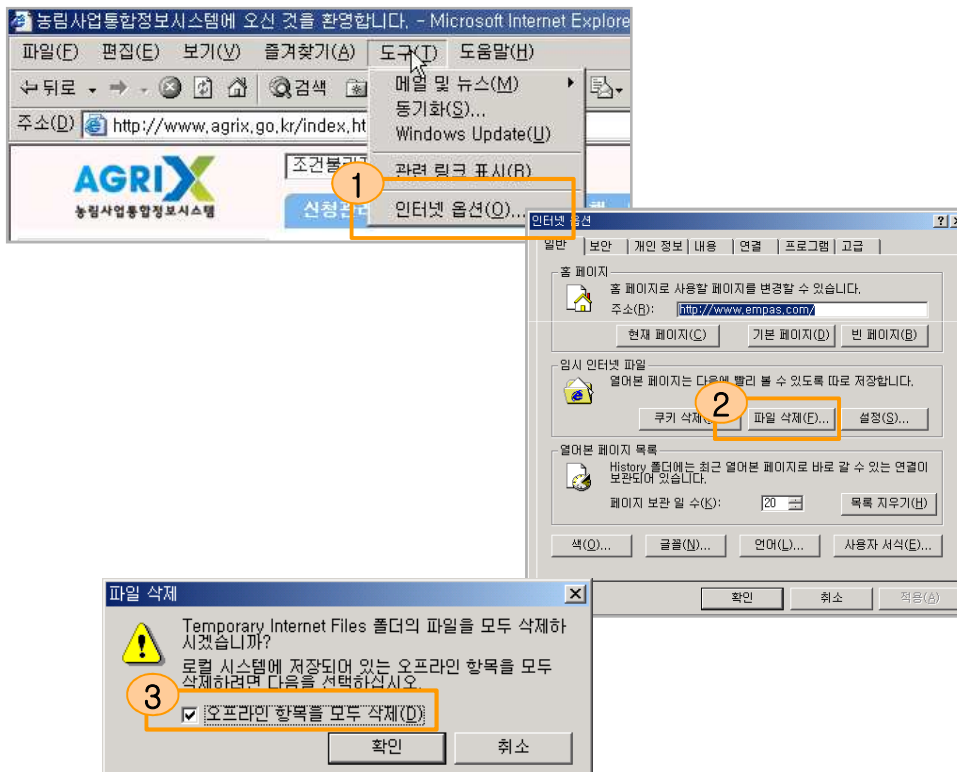 농림사업통합정보시스템에 오신 것을 환영합니다. - Microsoft Internet Explore
파일(F) 편집(E) 보기(V) 즐겨찾기(A) 도구(T) 도움말(H)
뒤로 검색
메일 및 뉴스(M)
동기화(S)...
주소(D) http://www.agrix.go.kr/index.ht
Windows Update(U)
관련 링크 표시(R)
AGRIX
농림사업통합정보시스템
1
인터넷 옵션(O)...
인터넷 옵션
일반 보안 개인 정보 내용 연결 프로그램 고급
홈 페이지
홈 페이지로 사용할 페이지를 변경할 수 있습니다.
주소(R): http://www.empas.com/
현재 페이지(C) 기본 페이지(D) 빈 페이지(B)
임시 인터넷 파일
열어본 페이지는 다음에 빨리 볼 수 있도록 따로 저장합니다.
2
쿠키 삭제 파일 삭제(F)... 설정(S)...
열어본 페이지 목록
History 폴더에는 최근 열어본 페이지로 바로 갈 수 있는 연결이
보관되어 있습니다.
페이지 보관 일 수(K): 20 목록 지우기(H)
색(O)... 글꼴(N)... 언어(L)... 사용자 서식(E)...
확인 취소 적용(A)
파일 삭제
Temporary Internet Files 폴더의 파일을 모두 삭제하
시겠습니까?
로컬 시스템에 저장되어 있는 오프라인 항목을 모두
삭제하려면 다음을 선택하십시오.
3
오프라인 항목을 모두 삭제(D)
확인 취소